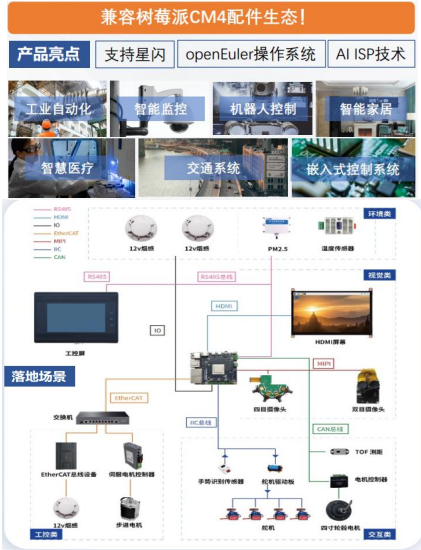 兼容树莓派CM4配件生态!
产品亮点 支持星闪 openEuler操作系统 AI ISP技术
工业自动化 智能监控 机器人控制 智能家居
智慧医疗 交通系统 嵌入式控制系统
环境类
RS485
HDMI
IO
EtherCAT
MIPI
IIC
CAN
12v烟感 12v烟感 PM2.5 温度传感器
RS485 RS485总线
视觉类
HDMI
IO
工控屏
HDMI屏幕
落地场景
MIPI
EtherCAT
交换机
四目摄像头 双目摄像头
IIC总线
CAN总线
TOF 测距
EtherCAT总线设备 伺服电机控制器
手势识别传感器 舵机驱动板
电机控制器
12v烟感 步进电机
舵机 四寸轮毂电机
工控类
交互类